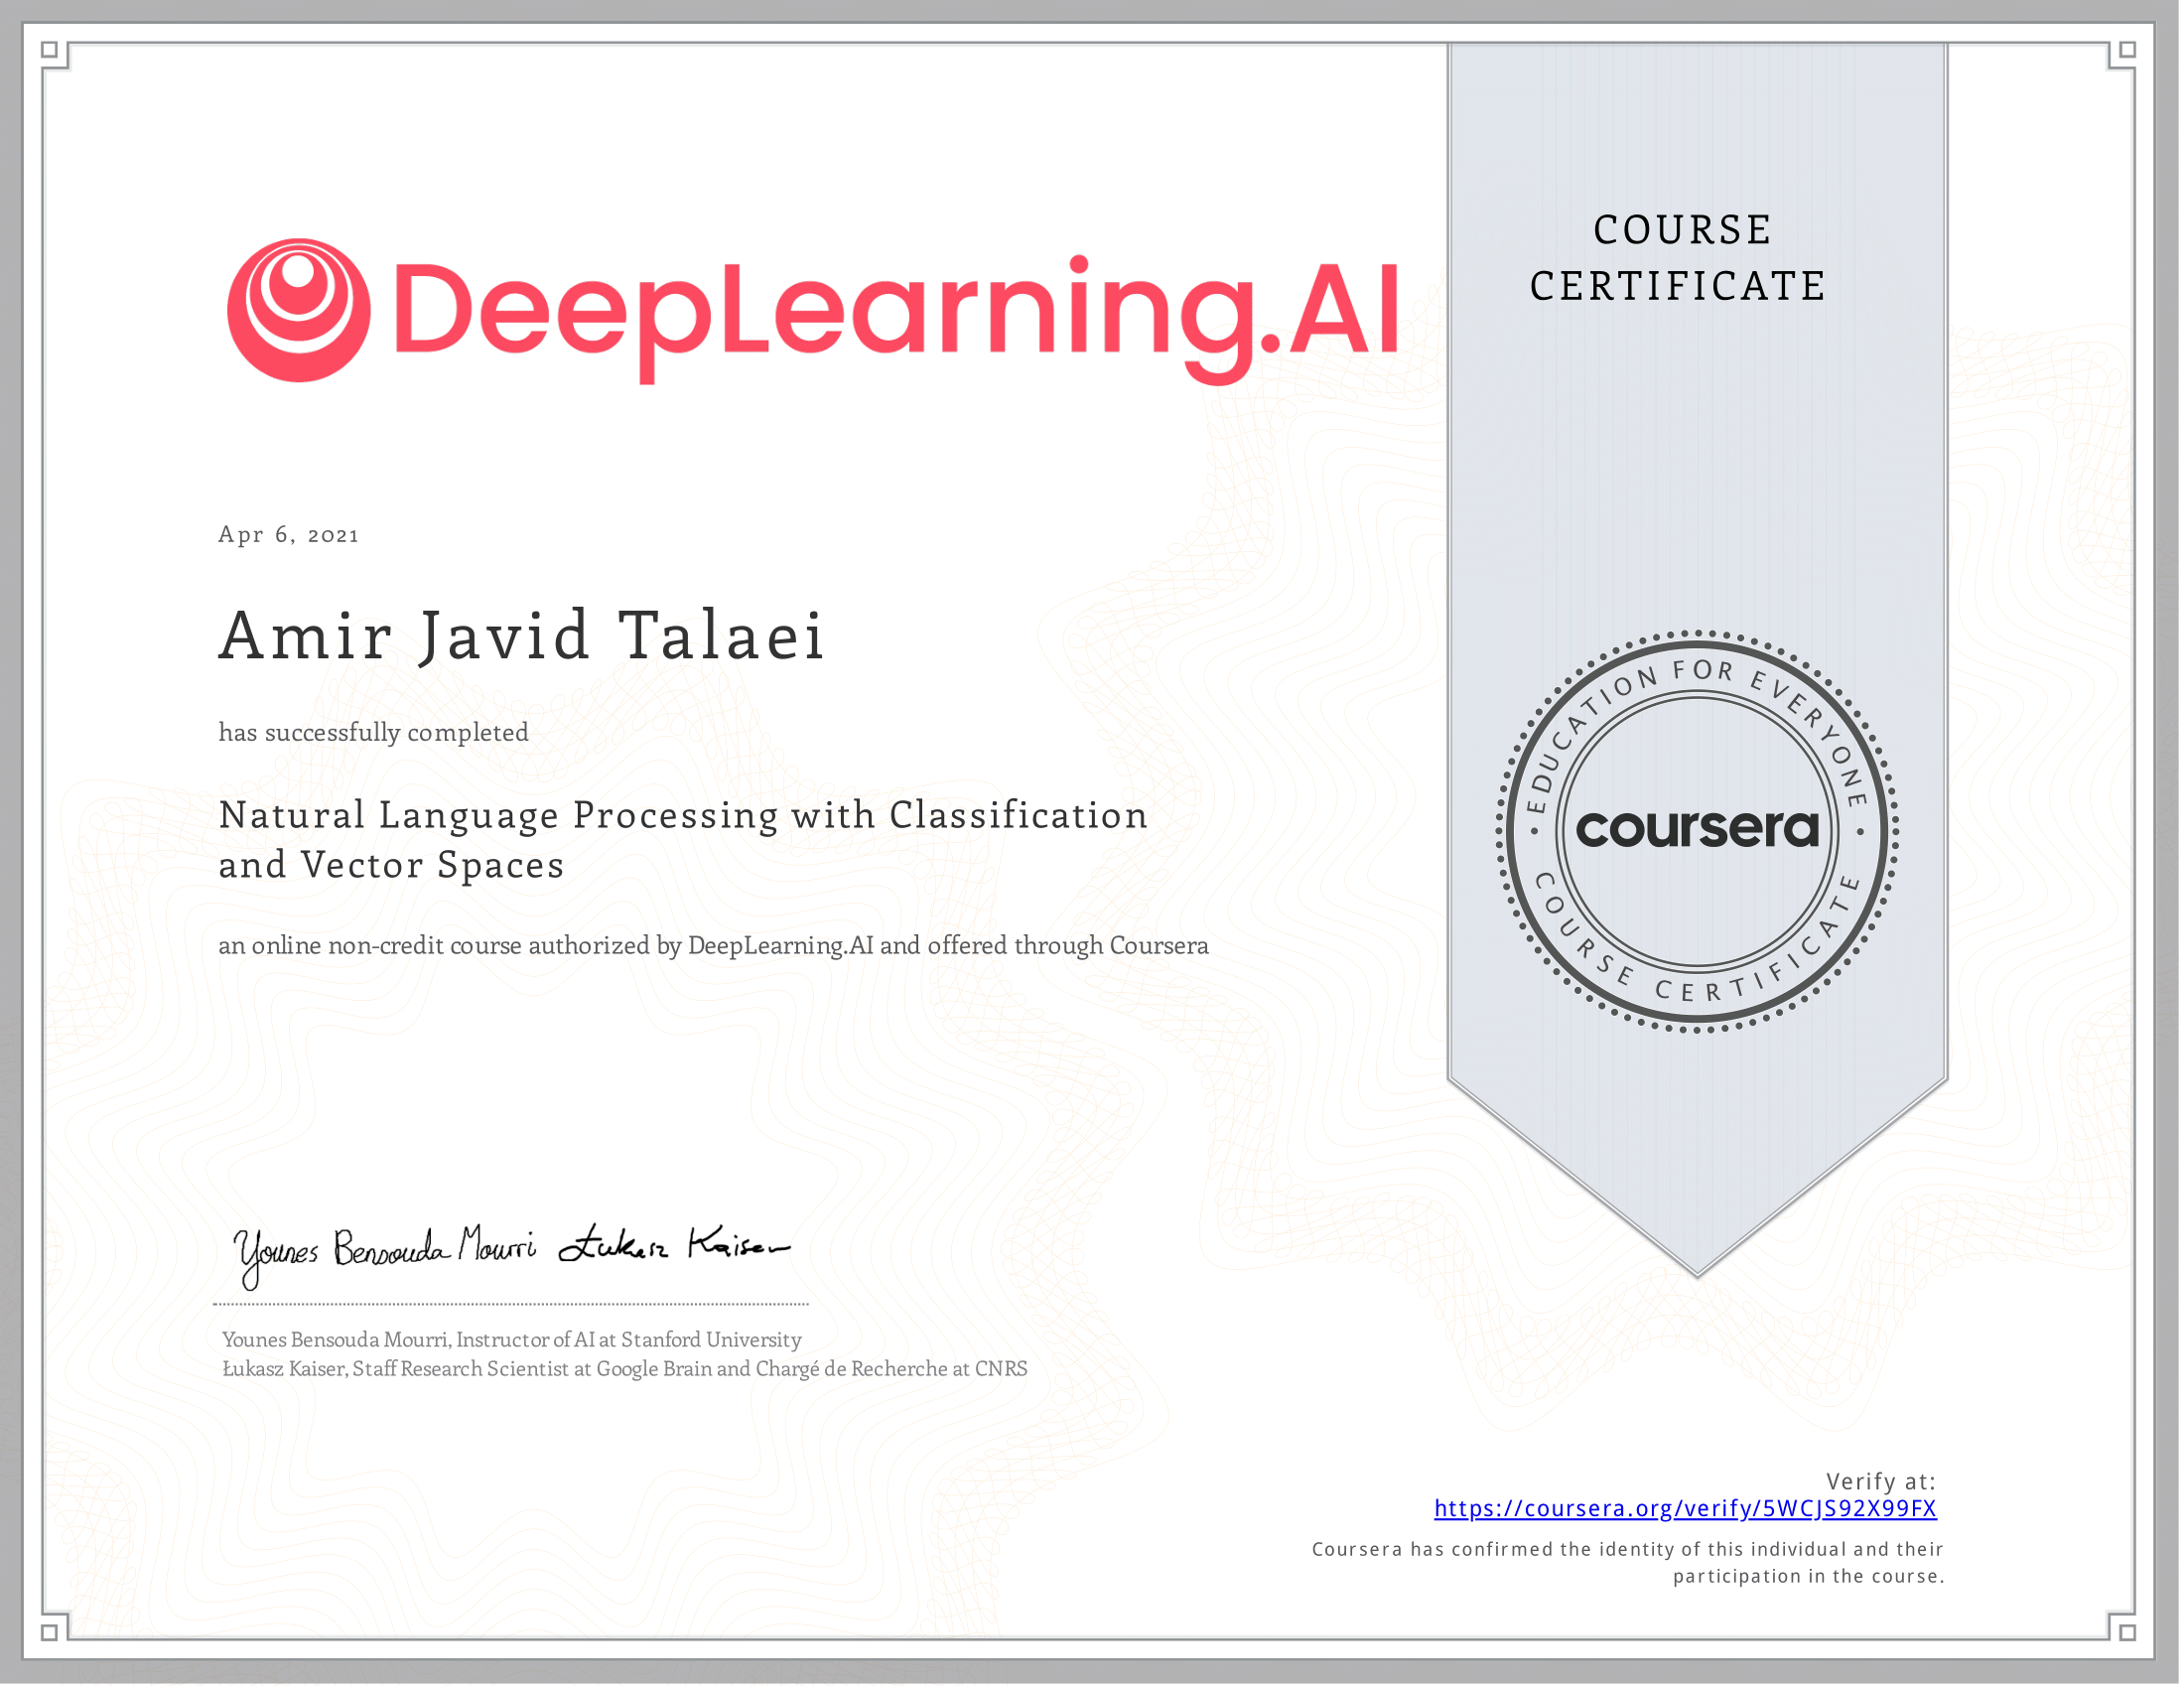 DeepLearning.AI
COURSE
CERTIFICATE
Apr 6, 2021
Amir Javid Talaei
has successfully completed
Natural Language Processing with Classification
and Vector Spaces
an online non-credit course authorized by DeepLearning.AI and offered through Coursera
EDUCATION FOR EVERYONE
coursera
COURSE CERTIFICATE
Younes Bensouda Mourri Łukasz Kaiser
Younes Bensouda Mourri, Instructor of AI at Stanford University
Łukasz Kaiser, Staff Research Scientist at Google Brain and Chargé de Recherche at CNRS
Verify at:
https://coursera.org/verify/5WCJS92X99FX
Coursera has confirmed the identity of this individual and their
participation in the course.